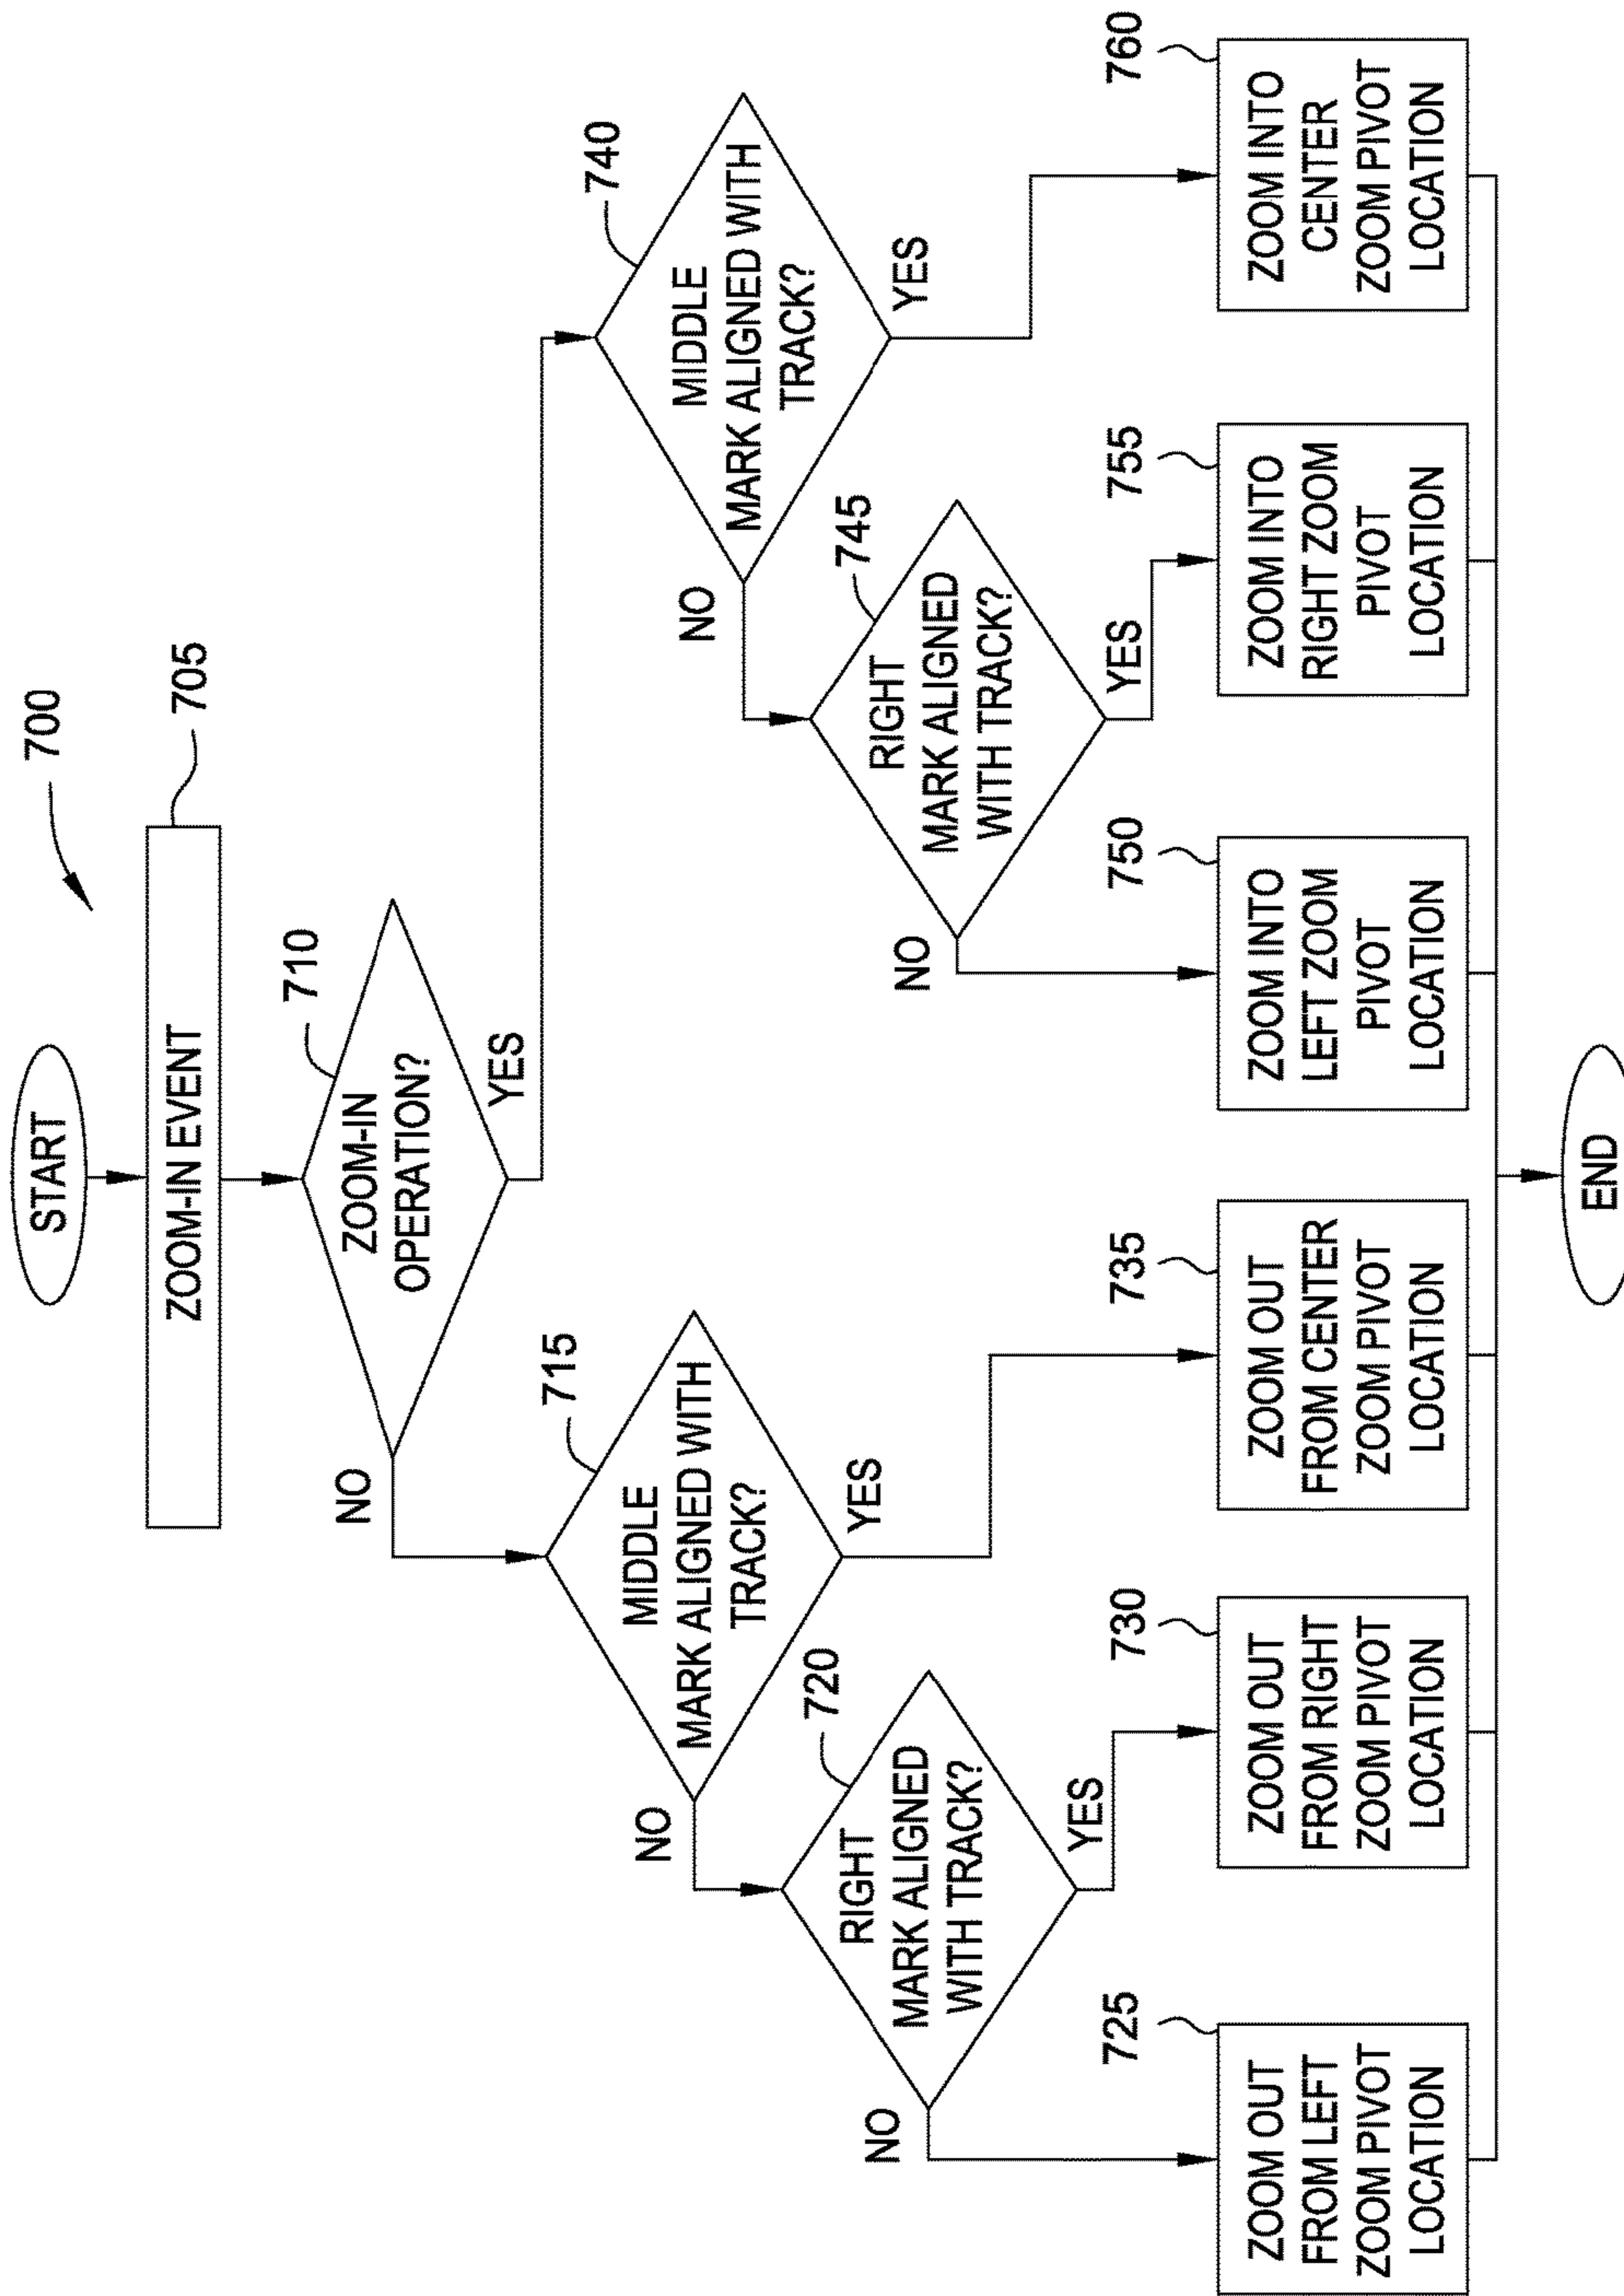 700
START
ZOOM-IN EVENT
705
ZOOM-IN
OPERATION?
710
NO
YES
MIDDLE
MARK ALIGNED WITH
TRACK?
715
NO
YES
MIDDLE
MARK ALIGNED WITH
TRACK?
740
NO
YES
RIGHT
MARK ALIGNED
WITH TRACK?
720
NO
YES
RIGHT
MARK ALIGNED
WITH TRACK?
745
NO
YES
725
ZOOM OUT
FROM LEFT
ZOOM PIVOT
LOCATION
730
ZOOM OUT
FROM RIGHT
ZOOM PIVOT
LOCATION
735
ZOOM OUT
FROM CENTER
ZOOM PIVOT
LOCATION
750
ZOOM INTO
LEFT ZOOM
PIVOT
LOCATION
755
ZOOM INTO
RIGHT ZOOM
PIVOT
LOCATION
760
ZOOM INTO
CENTER
ZOOM PIVOT
LOCATION
END